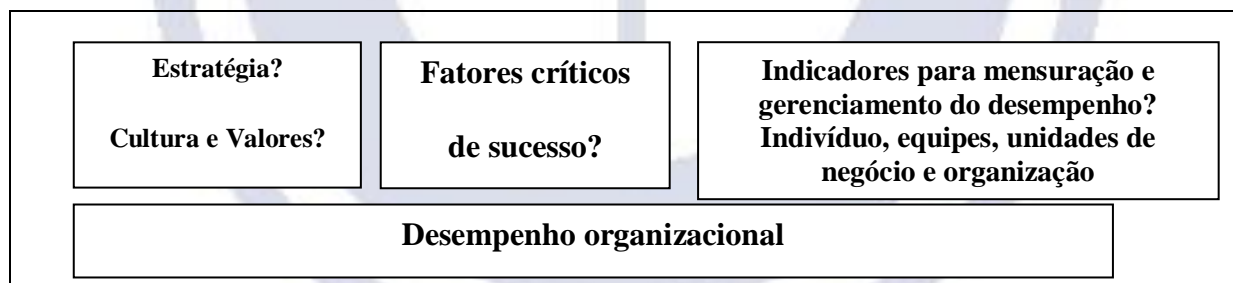 Estratégia?
Cultura e Valores?
Fatores críticos
de sucesso?
Indicadores para mensuração e
gerenciamento do desempenho?
Indivíduo, equipes, unidades de
negócio e organização
Desempenho organizacional